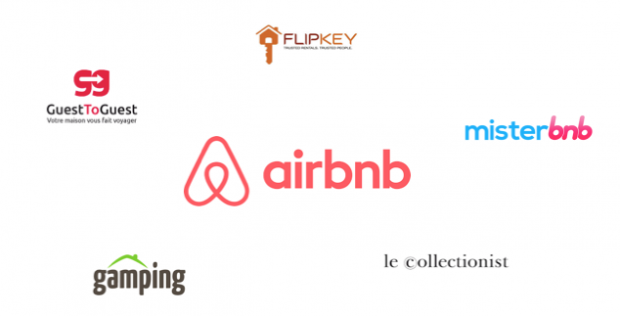 FLIPKEY
TRUSTED RENTALS. TRUSTED PEOPLE.
GuestToGuest
Votre maison vous fait voyager
misterbnb
airbnb
le collectionist
gamping